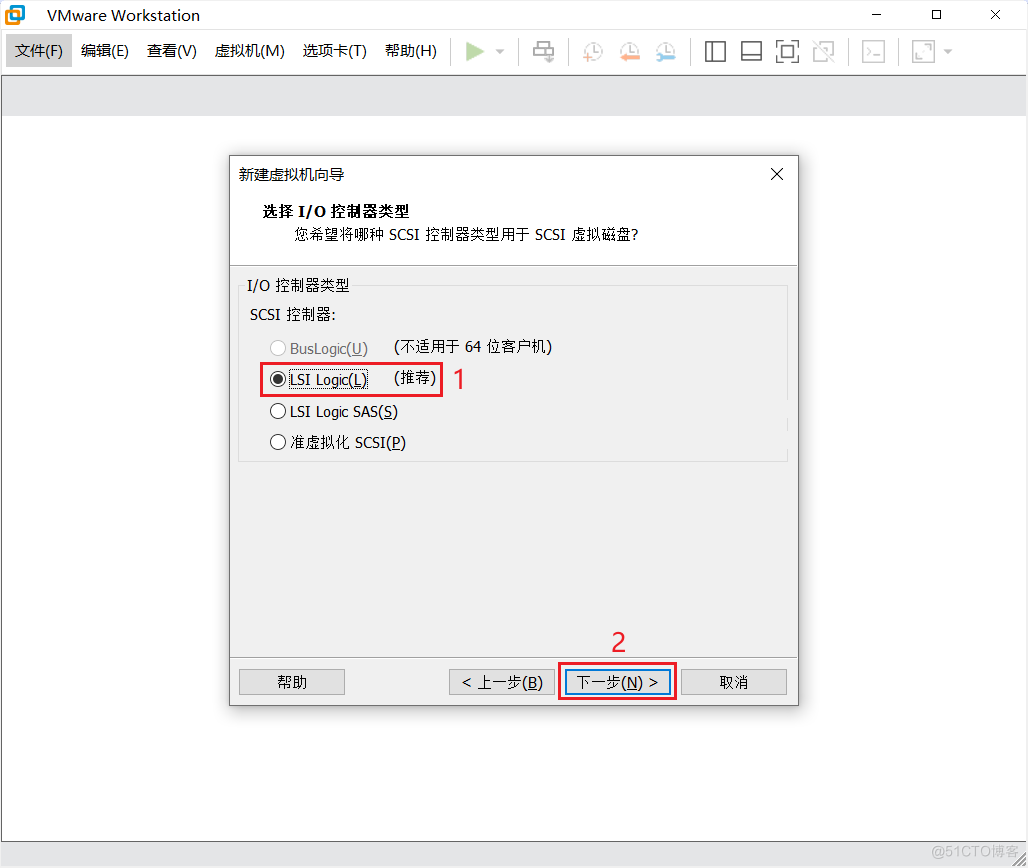 VMware Workstation
文件(F) 编辑(E) 查看(V) 虚拟机(M) 选项卡(T) 帮助(H)
新建虚拟机向导
选择 I/O 控制器类型
您希望将哪种 SCSI 控制器类型用于 SCSI 虚拟磁盘?
I/O 控制器类型
SCSI 控制器:
BusLogic(U) (不适用于 64 位客户机)
LSI Logic(L) (推荐) 1
LSI Logic SAS(S)
准虚拟化 SCSI(P)
2
帮助 < 上一步(B) 下一步(N) > 取消
@51CTO博客